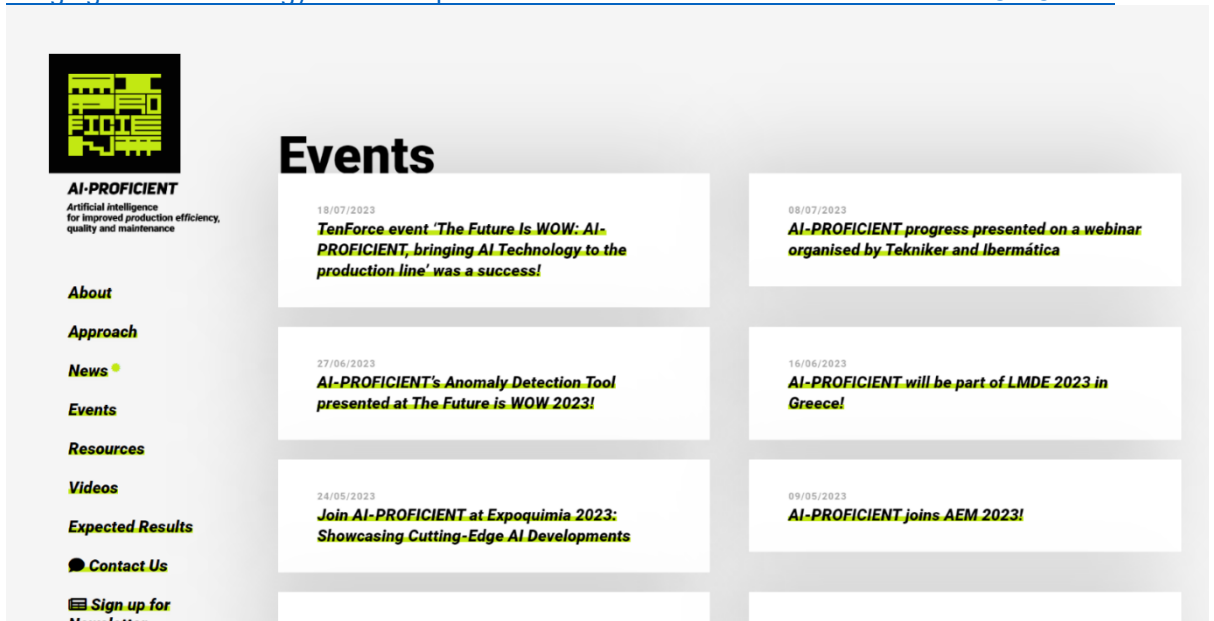 AI-PROFICIENT
Artificial intelligence
for improved production efficiency,
quality and maintenance
About
Approach
News
Events
Resources
Videos
Expected Results
Contact Us
Sign up for
Newsletter
Events
18/07/2023
TenForce event ‘The Future Is WOW: AI-
PROFICIENT, bringing AI Technology to the
production line’ was a success!
08/07/2023
AI-PROFICIENT progress presented on a webinar
organised by Tekniker and Ibermática
27/06/2023
AI-PROFICIENT’s Anomaly Detection Tool
presented at The Future is WOW 2023!
16/06/2023
AI-PROFICIENT will be part of LMDE 2023 in
Greece!
24/05/2023
Join AI-PROFICIENT at Expoquimia 2023:
Showcasing Cutting-Edge AI Developments
09/05/2023
AI-PROFICIENT joins AEM 2023!